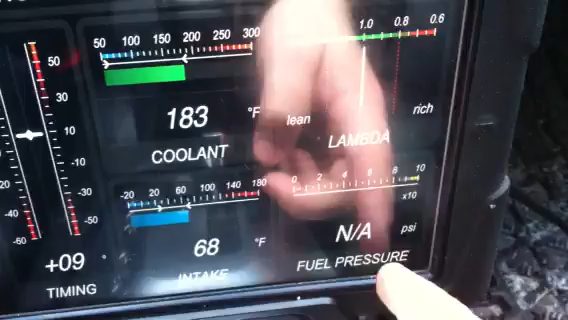 50 100 150 200 250 300
183 °F
COOLANT
1.0 0.8 0.6
lean rich
LAMBDA
50
30
10
-10
-30
-50
-20
-40
-60
+09 °
TIMING
-20 20 60 100 140 180
68 °F
INTAKE
0 2 4 6 8 10
x10
N/A psi
FUEL PRESSURE